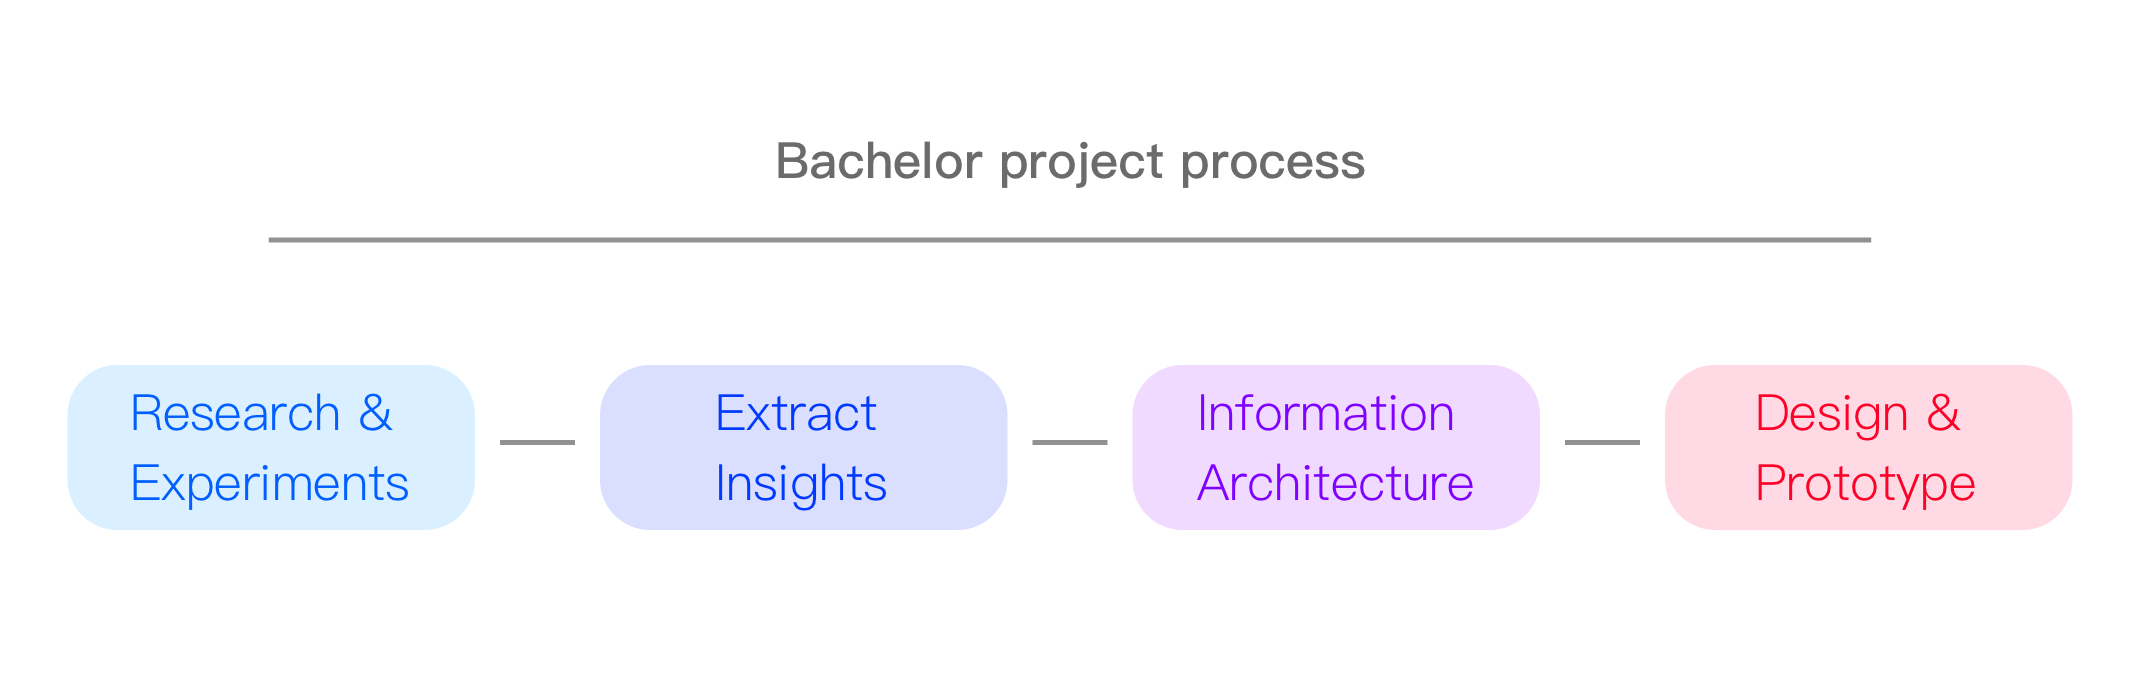 Bachelor project process
Research &
Experiments
Extract
Insights
Information
Architecture
Design &
Prototype